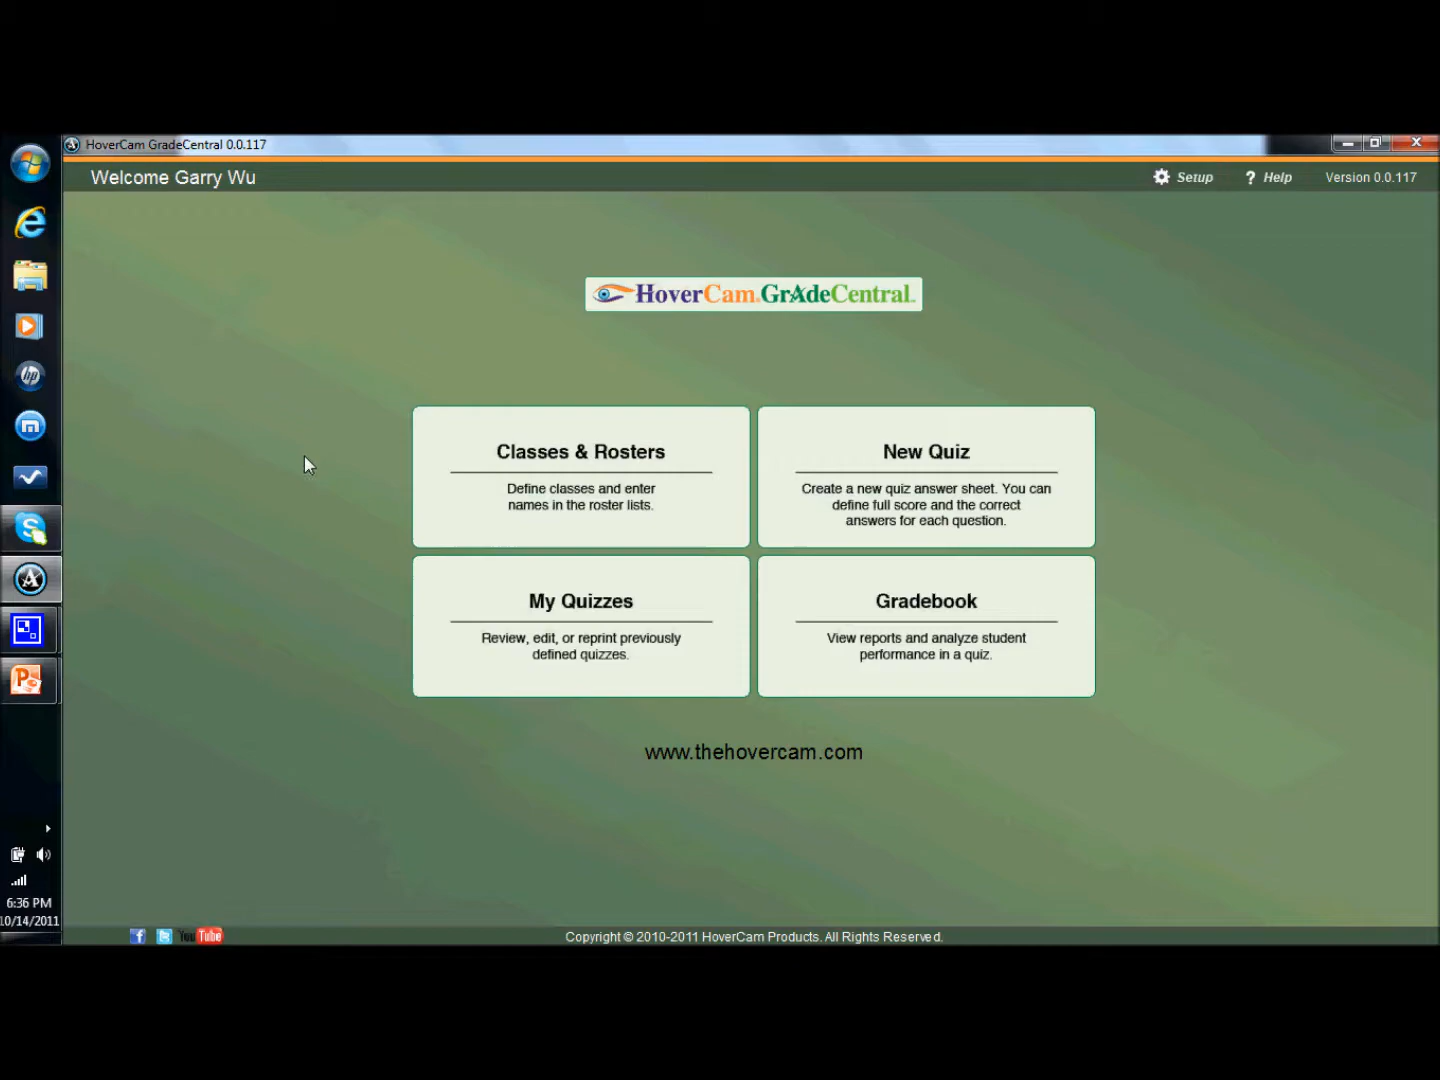 HoverCam GradeCentral 0.0.117
Welcome Garry Wu
Setup
? Help
Version 0.0.117
HoverCam.GrAdeCentral
Classes & Rosters
Define classes and enter
names in the roster lists.
New Quiz
Create a new quiz answer sheet. You can
define full score and the correct
answers for each question.
My Quizzes
Review, edit, or reprint previously
defined quizzes.
Gradebook
View reports and analyze student
performance in a quiz.
www.thehovercam.com
6:36 PM
10/14/2011
You Tube
Copyright © 2010-2011 HoverCam Products. All Rights Reserved.